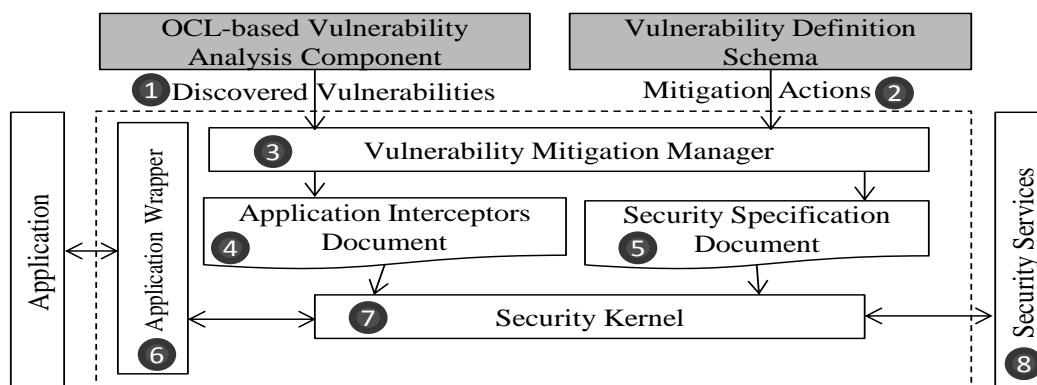 OCL-based Vulnerability
Analysis Component
Vulnerability Definition
Schema
1 Discovered Vulnerabilities
Mitigation Actions 2
3 Vulnerability Mitigation Manager
Application
Application Wrapper
6
Application Interceptors
Document
4
Security Specification
Document
5
7 Security Kernel
Security Services
8